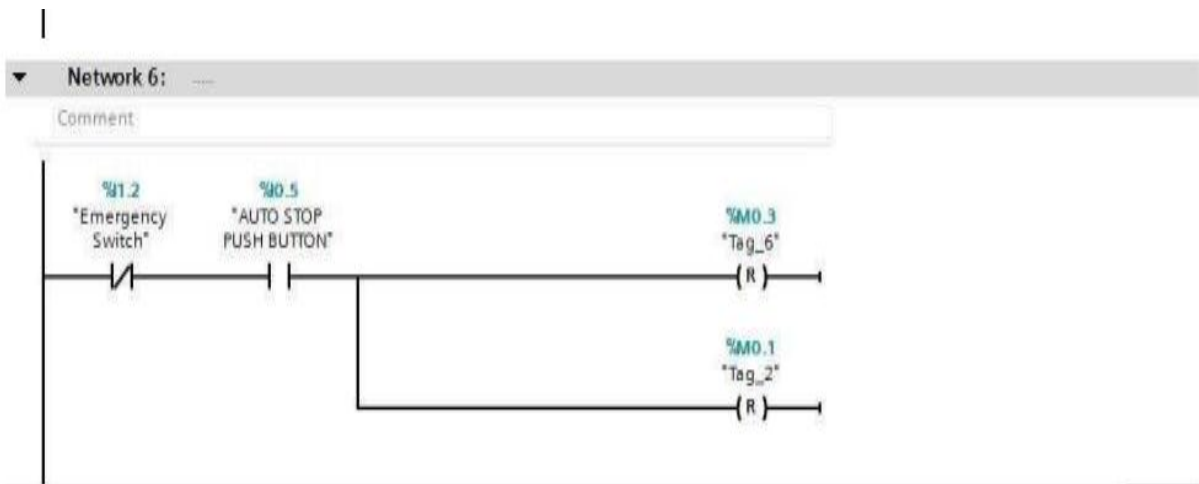 Network 6: .....
Comment
%I1.2
"Emergency
Switch"
%I0.5
"AUTO STOP
PUSH BUTTON"
%M0.3
"Tag_6"
( R )
%M0.1
"Tag_2"
( R )